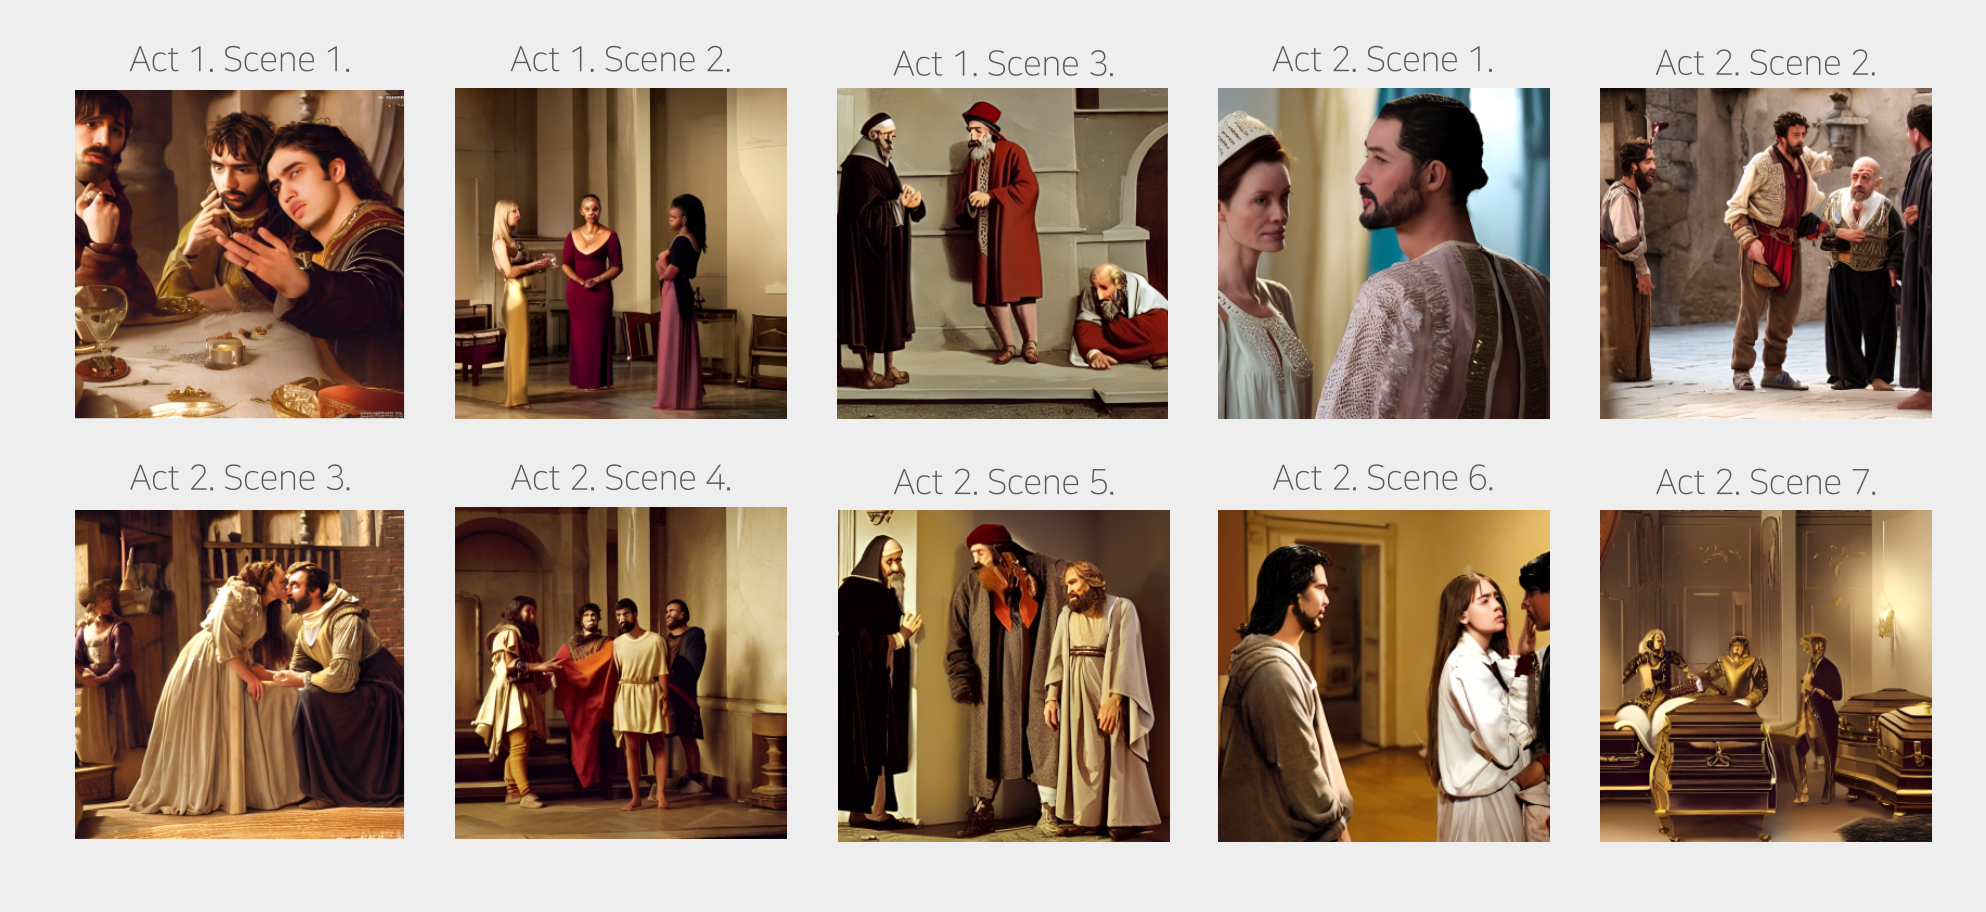 Act 1. Scene 1.
Act 1. Scene 2.
Act 1. Scene 3.
Act 2. Scene 1.
Act 2. Scene 2.
Act 2. Scene 3.
Act 2. Scene 4.
Act 2. Scene 5.
Act 2. Scene 6.
Act 2. Scene 7.